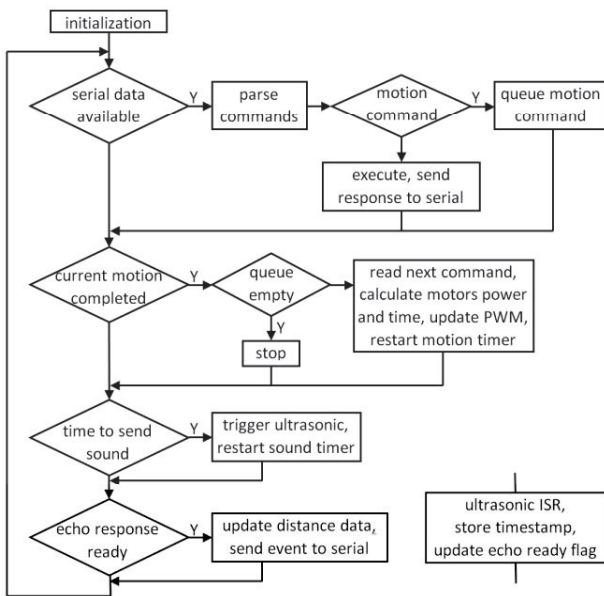 initialization
serial data
available
Y
parse
commands
motion
command
Y
queue motion
command
execute, send
response to serial
current motion
completed
Y
queue
empty
Y
stop
read next command,
calculate motors power
and time, update PWM,
restart motion timer
time to send
sound
Y
trigger ultrasonic,
restart sound timer
echo response
ready
Y
update distance data,
send event to serial
ultrasonic ISR,
store timestamp,
update echo ready flag